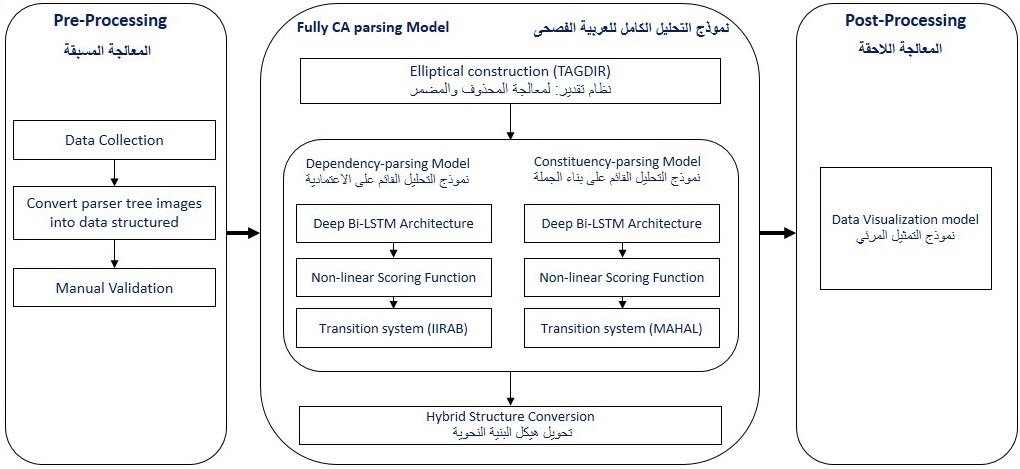 Pre-Processing
المعالجة المسبقة
Data Collection
Convert parser tree images
into data structured
Manual Validation
Fully CA parsing Model
نموذج التحليل الكامل للعربية الفصحى
Elliptical construction (TAGDIR)
نظام تقدير: لمعالجة المحذوف والمضمر
Dependency-parsing Model
نموذج التحليل القائم على الاعتمادية
Deep Bi-LSTM Architecture
Non-linear Scoring Function
Transition system (IIRAB)
Constituency-parsing Model
نموذج التحليل القائم على بناء الجملة
Deep Bi-LSTM Architecture
Non-linear Scoring Function
Transition system (MAHAL)
Hybrid Structure Conversion
تحويل هيكل البنية النحوية
Post-Processing
المعالجة اللاحقة
Data Visualization model
نموذج التمثيل المرئي